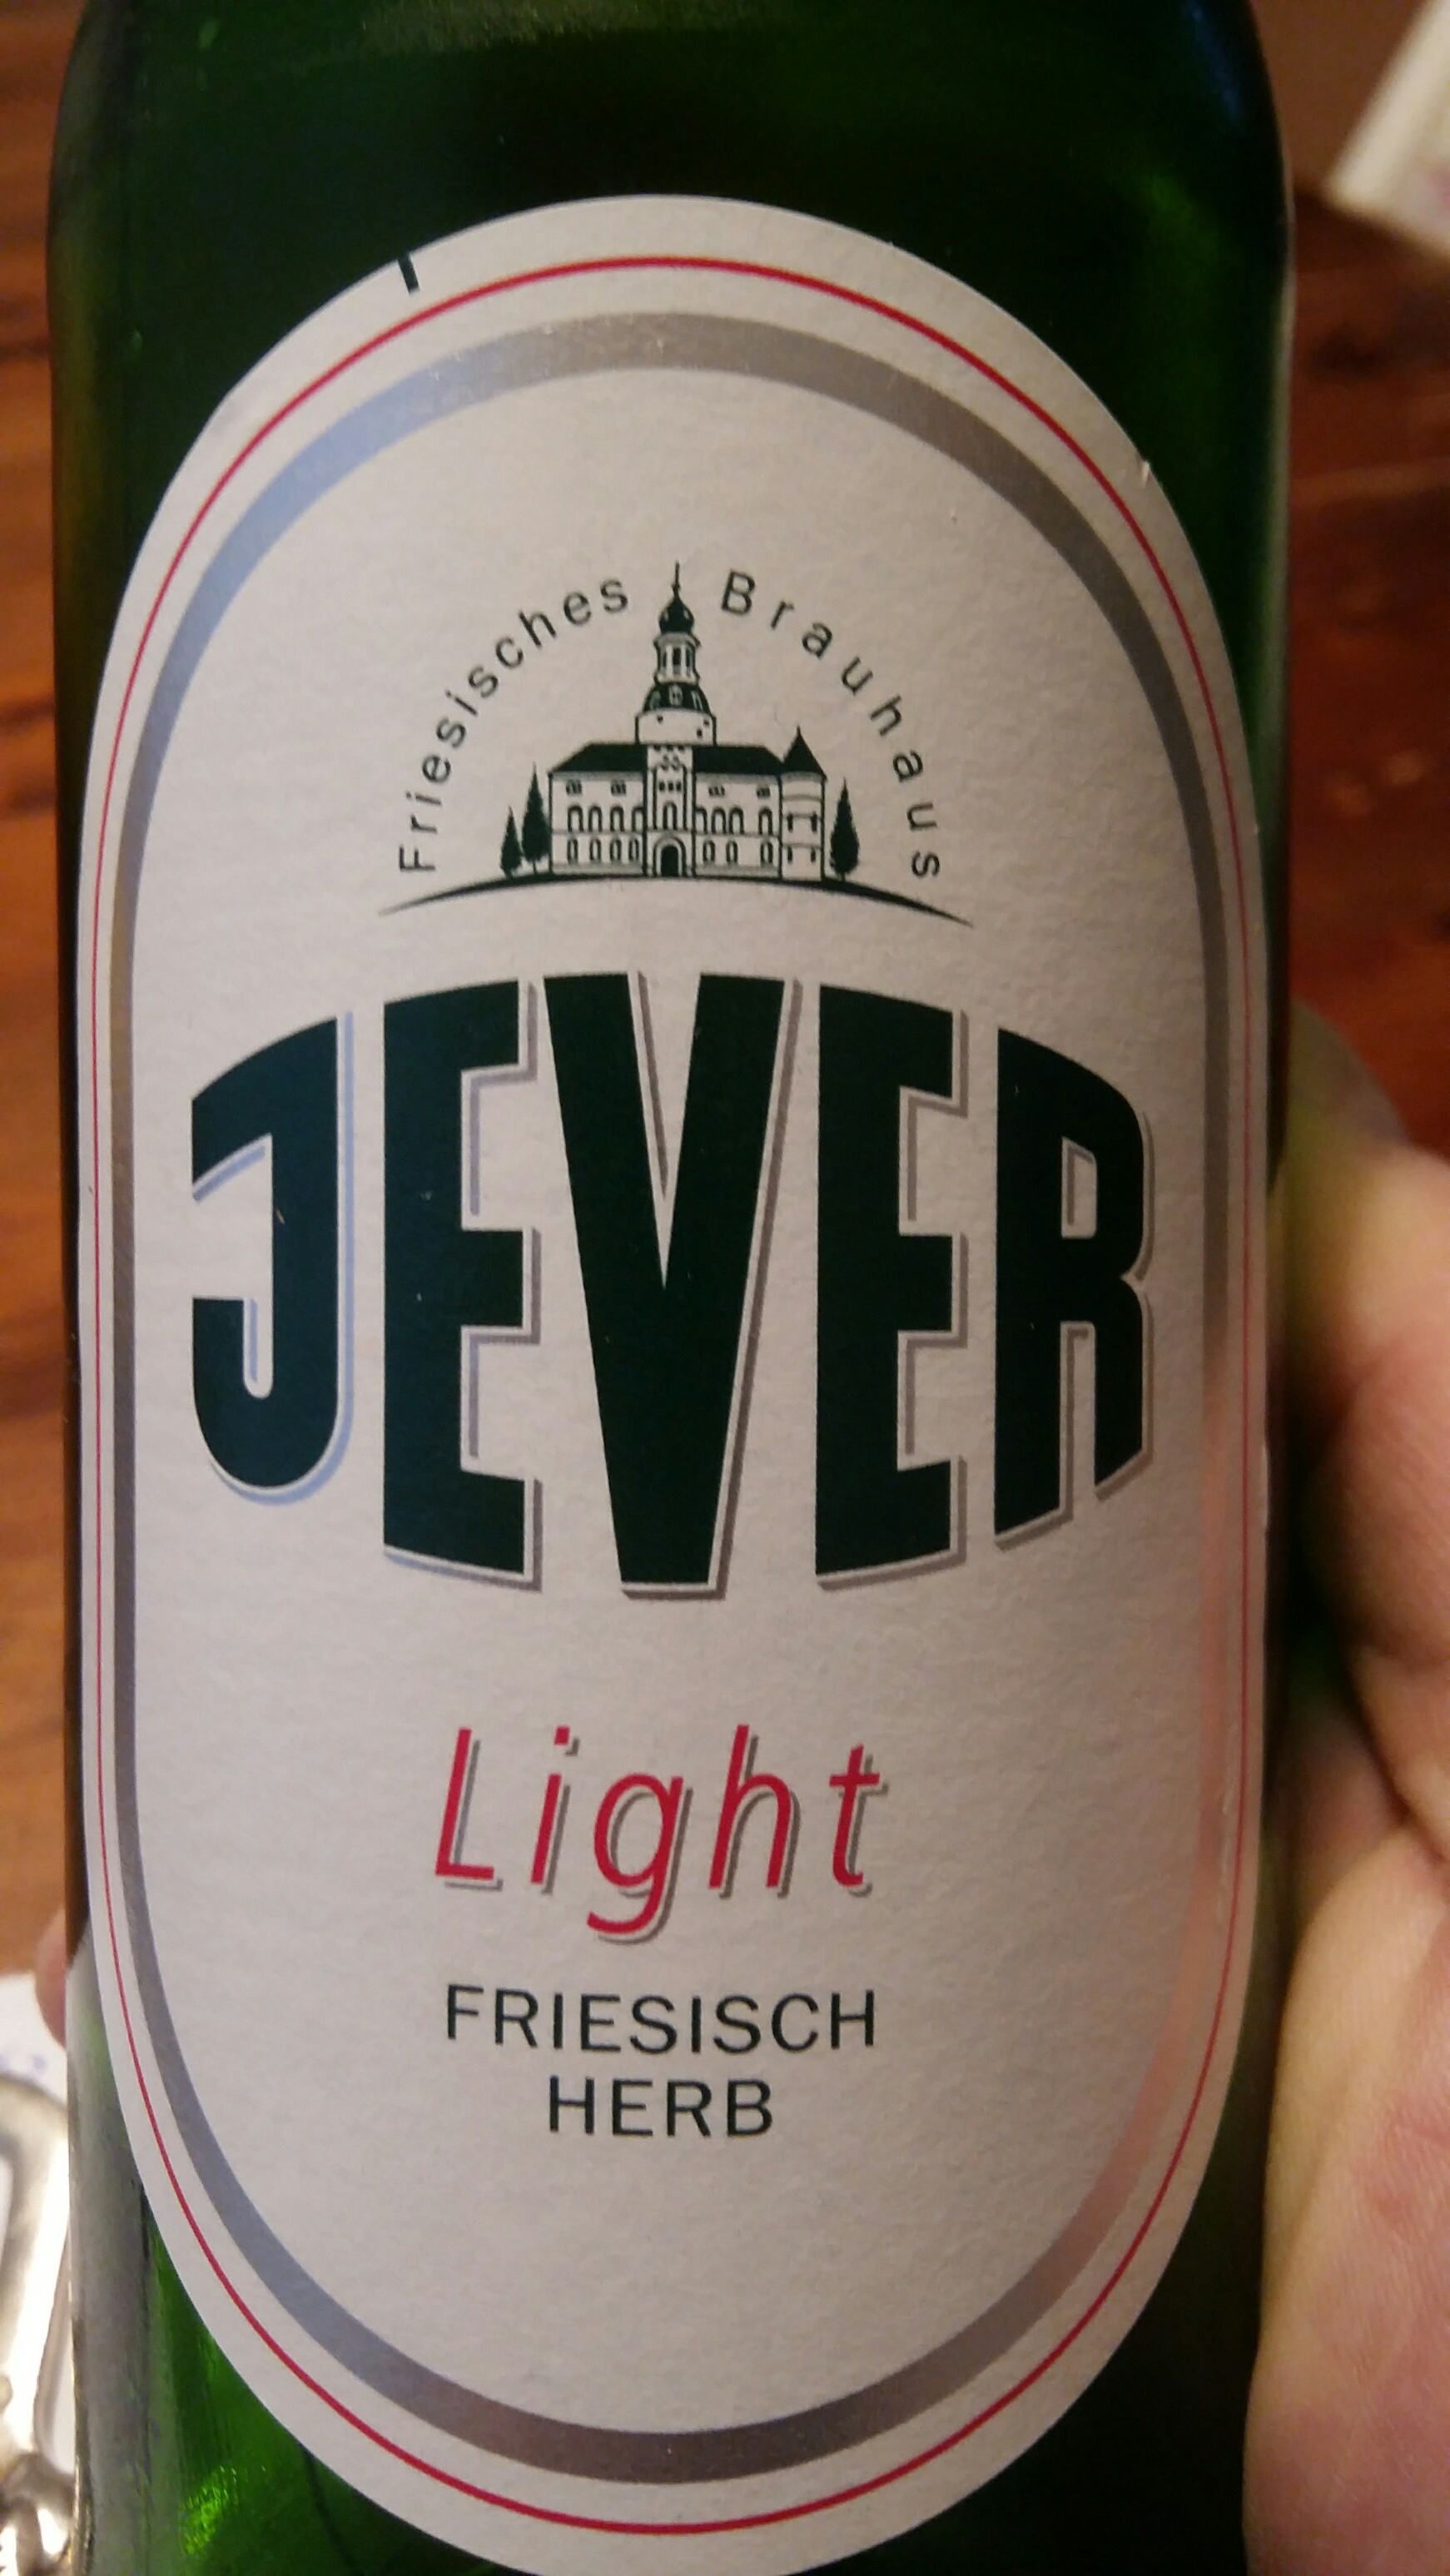 Friesisches Brauhaus
JEVER
Light
FRIESISCH
HERB